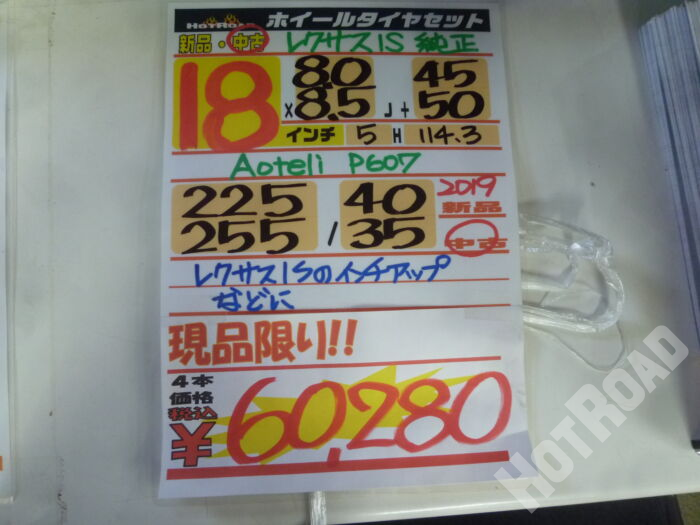 HOTROAD ホイールタイヤセット
新品・中古 レクサスIS 純正
18 8.0 45
×8.5 J+ 50
インチ 5 H 114.3
Aoteli P607
225 40 2019
255 / 35 新品
中古
レクサスISのインチアップ
などに
現品限り!!
4本
価格
税込
¥60,280
HOTROAD